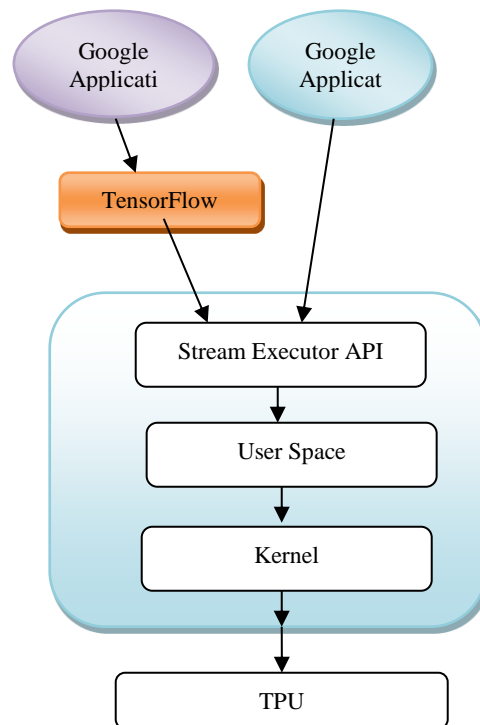 Google
Applicati
Google
Applicat
TensorFlow
Stream Executor API
User Space
Kernel
TPU